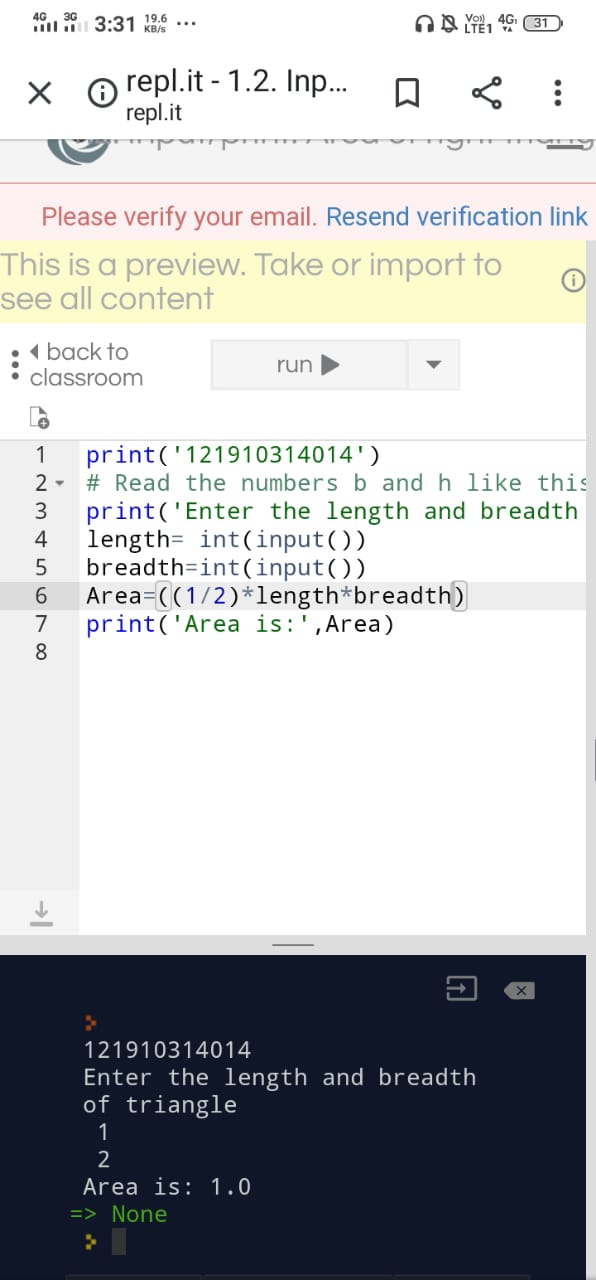 4G 3G 3:31 19.6 KB/s ... Vo)) LTE1 4G 31
repl.it - 1.2. Inp...
repl.it
Please verify your email. Resend verification link
This is a preview. Take or import to
see all content
back to
classroom
run
1 print('121910314014')
2 # Read the numbers b and h like this
3 print('Enter the length and breadth
4 length= int(input())
5 breadth=int(input())
6 Area=((1/2)*length*breadth)
7 print('Area is:',Area)
8
121910314014
Enter the length and breadth
of triangle
1
2
Area is: 1.0
=> None